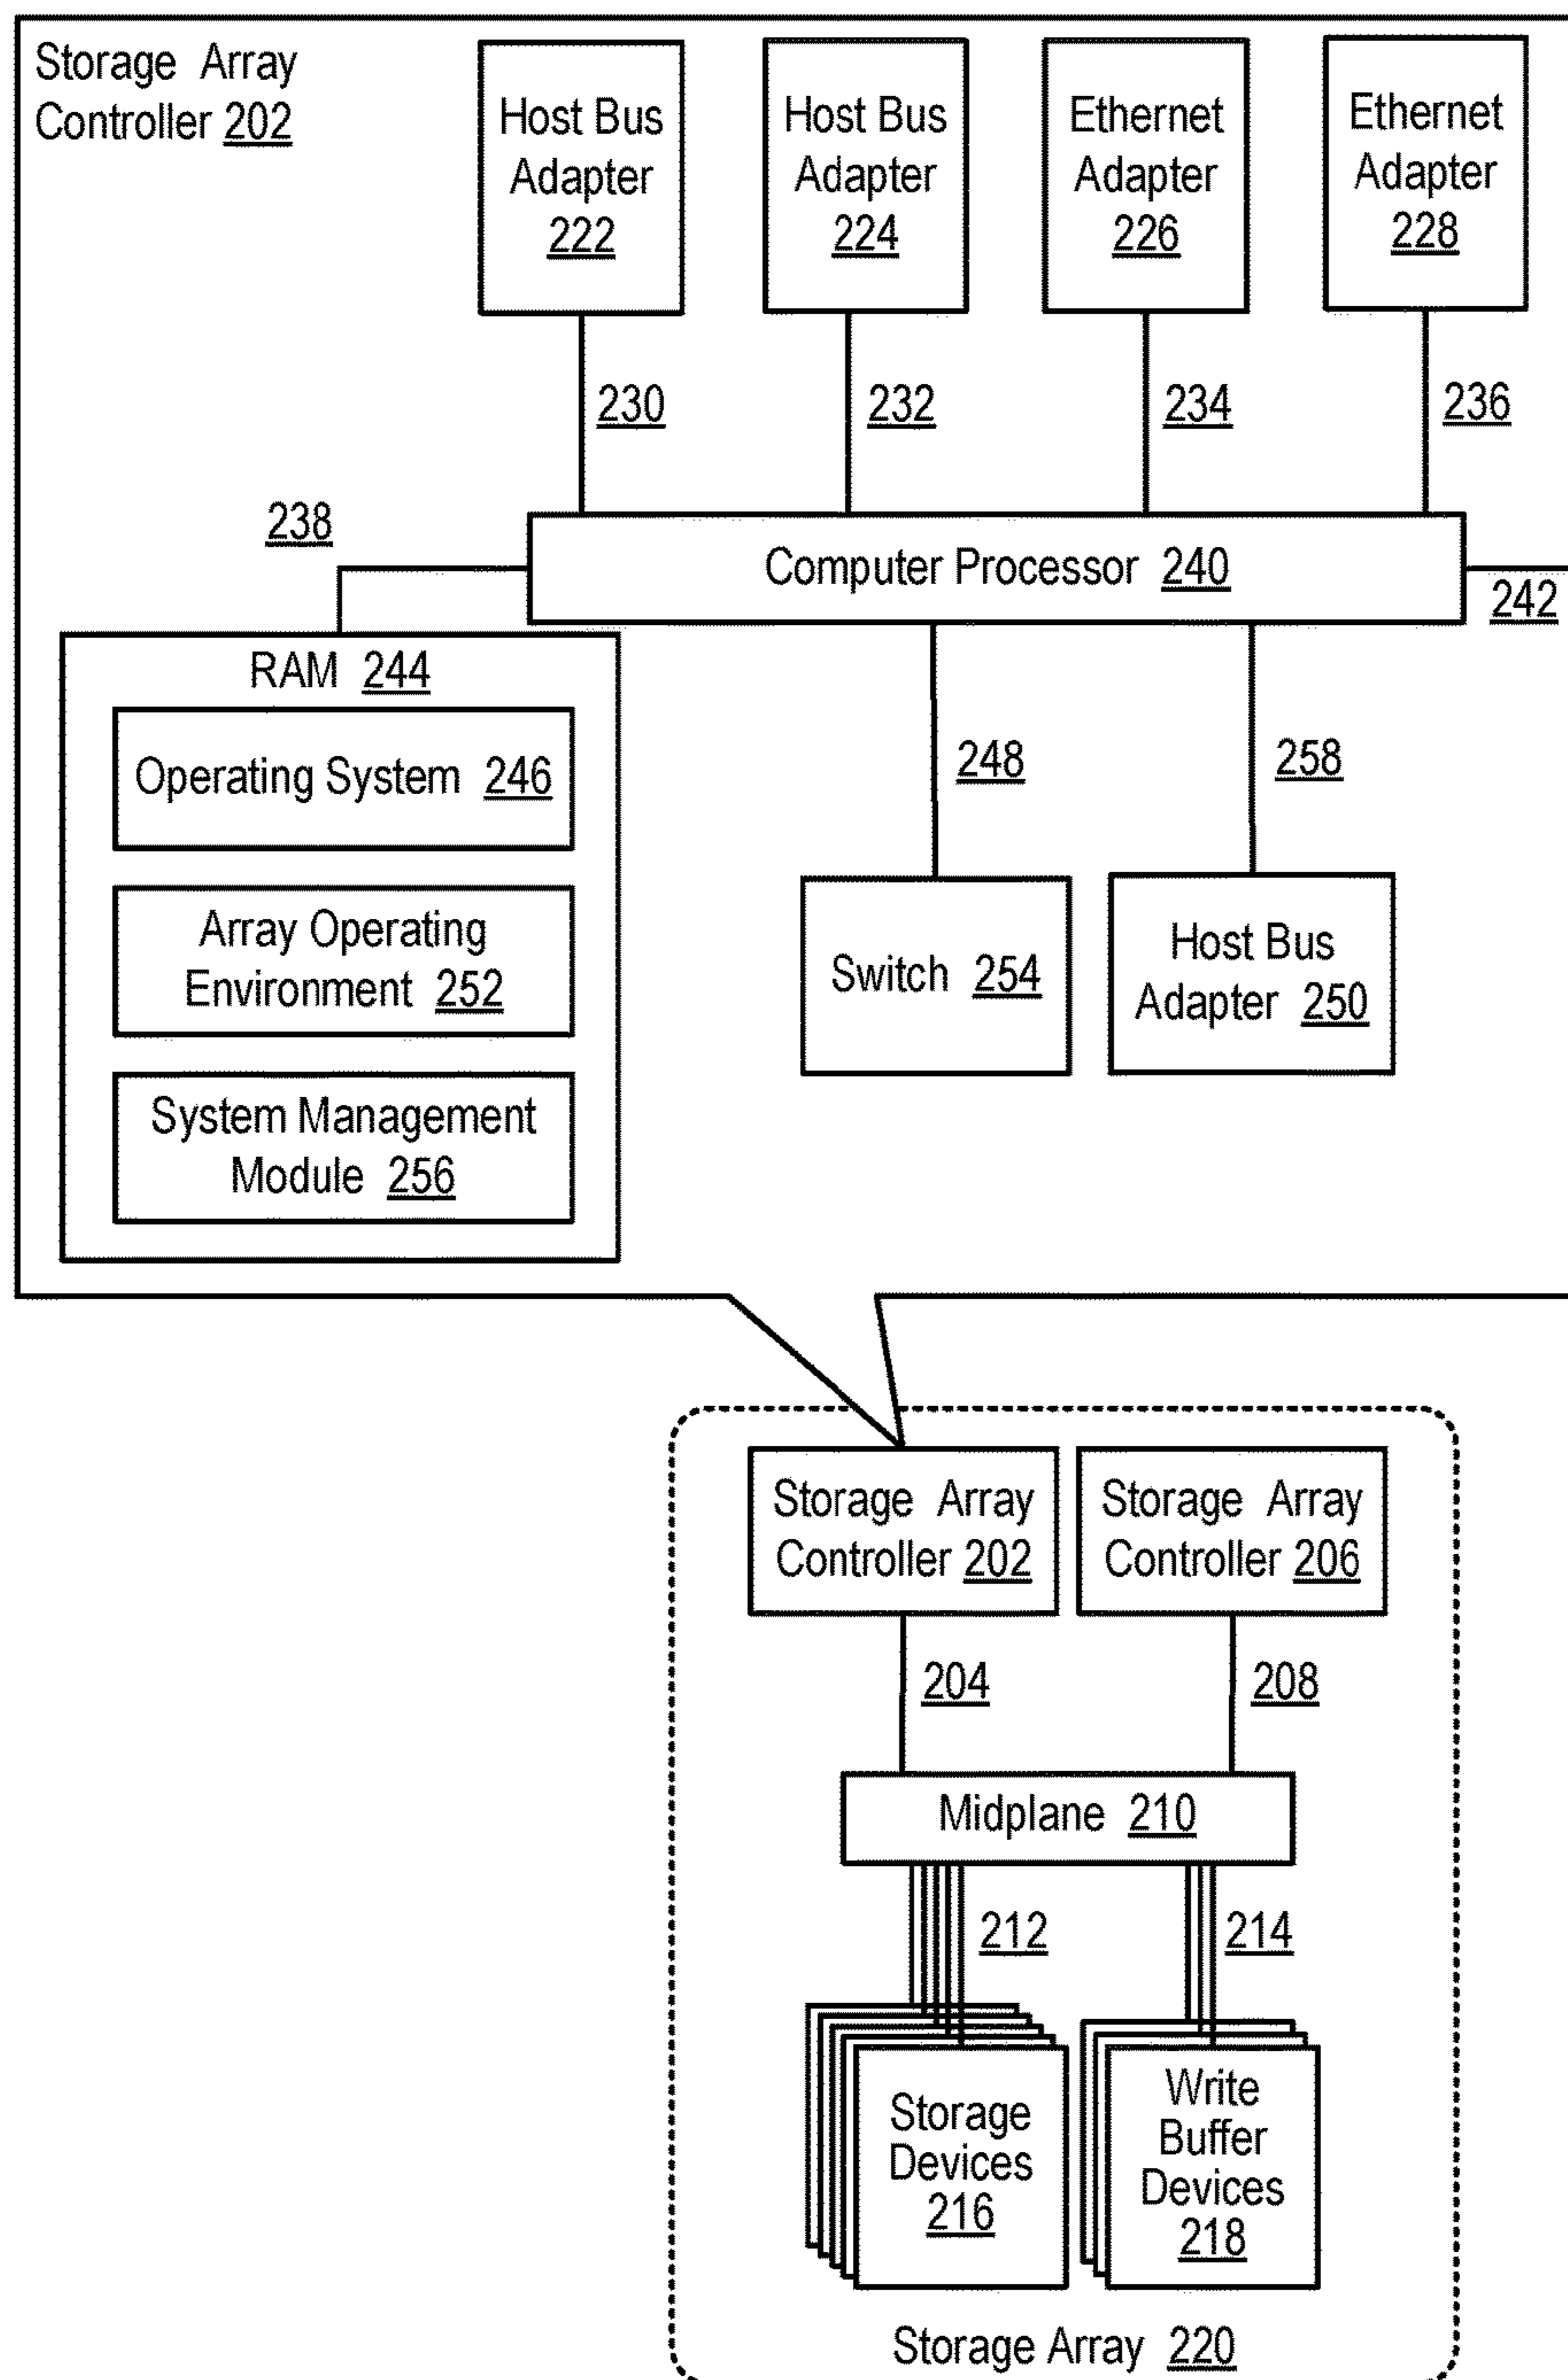 Storage Array
Controller 202
Host Bus
Adapter
222
Host Bus
Adapter
224
Ethernet
Adapter
226
Ethernet
Adapter
228
230
232
234
236
238
Computer Processor 240
242
RAM 244
Operating System 246
Array Operating
Environment 252
System Management
Module 256
248
258
Switch 254
Host Bus
Adapter 250
Storage Array
Controller 202
Storage Array
Controller 206
204
208
Midplane 210
212
214
Storage
Devices
216
Write
Buffer
Devices
218
Storage Array 220